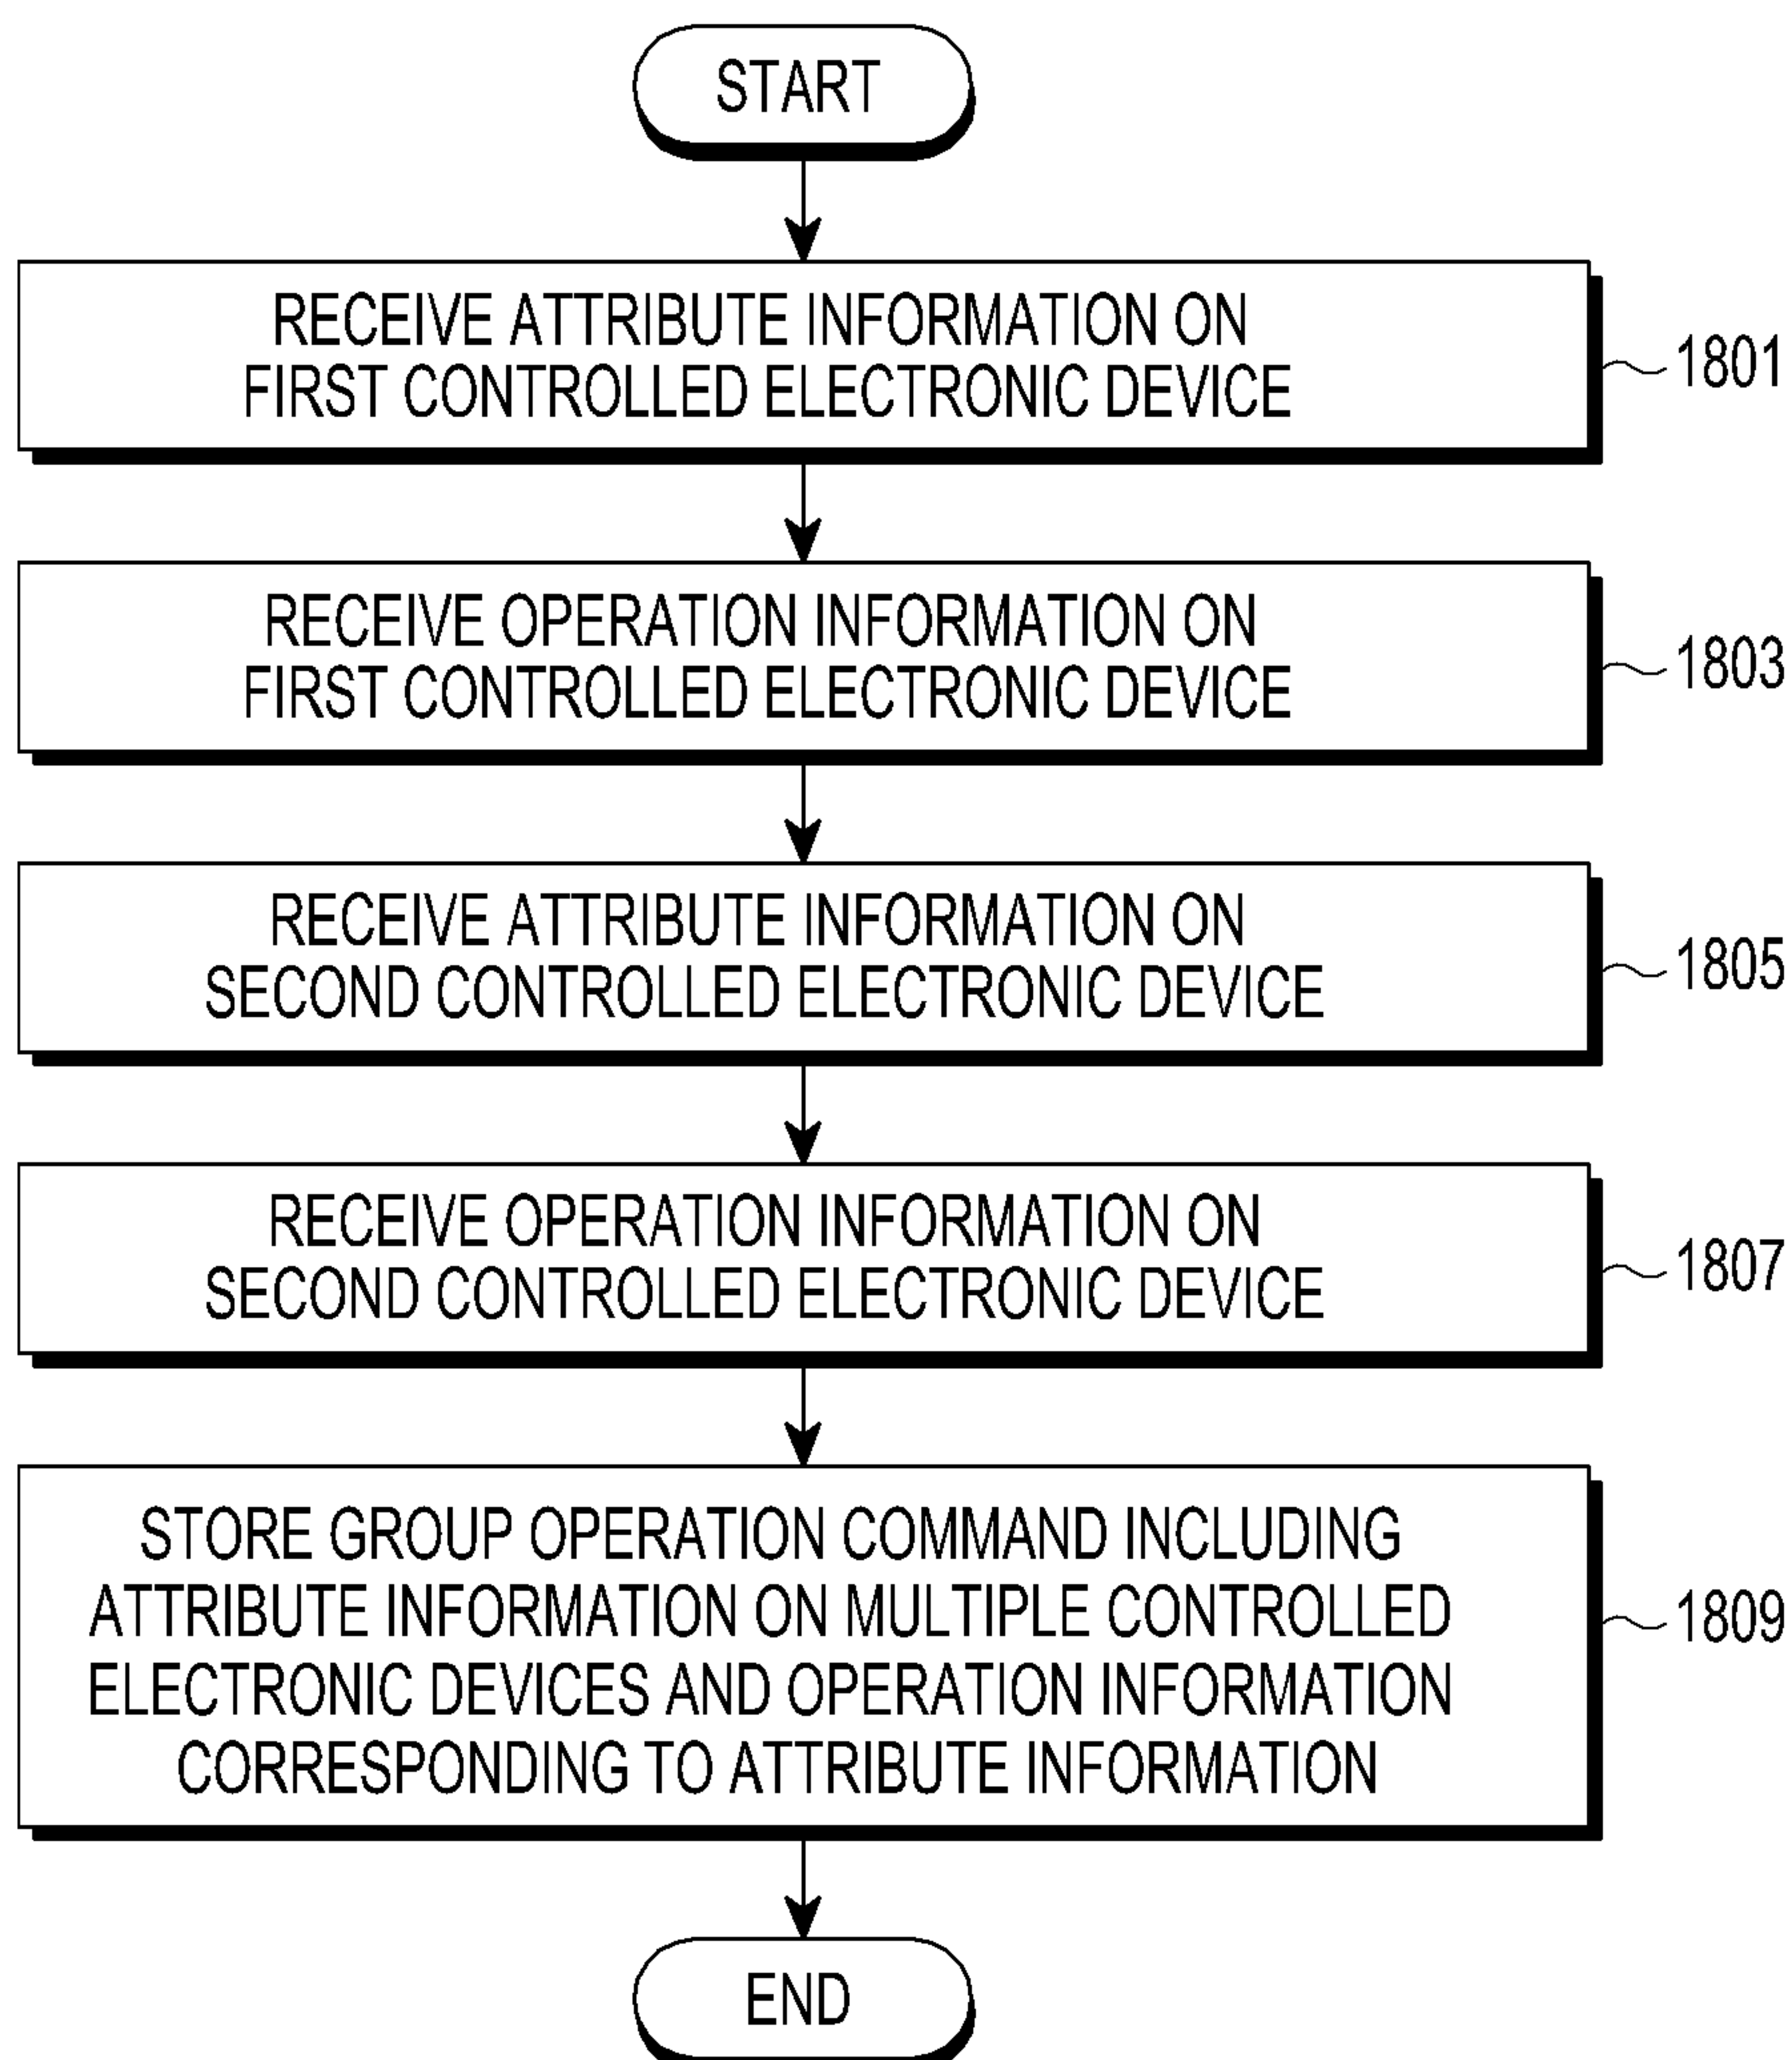 START
RECEIVE ATTRIBUTE INFORMATION ON
FIRST CONTROLLED ELECTRONIC DEVICE
1801
RECEIVE OPERATION INFORMATION ON
FIRST CONTROLLED ELECTRONIC DEVICE
1803
RECEIVE ATTRIBUTE INFORMATION ON
SECOND CONTROLLED ELECTRONIC DEVICE
1805
RECEIVE OPERATION INFORMATION ON
SECOND CONTROLLED ELECTRONIC DEVICE
1807
STORE GROUP OPERATION COMMAND INCLUDING
ATTRIBUTE INFORMATION ON MULTIPLE CONTROLLED
ELECTRONIC DEVICES AND OPERATION INFORMATION
CORRESPONDING TO ATTRIBUTE INFORMATION
1809
END